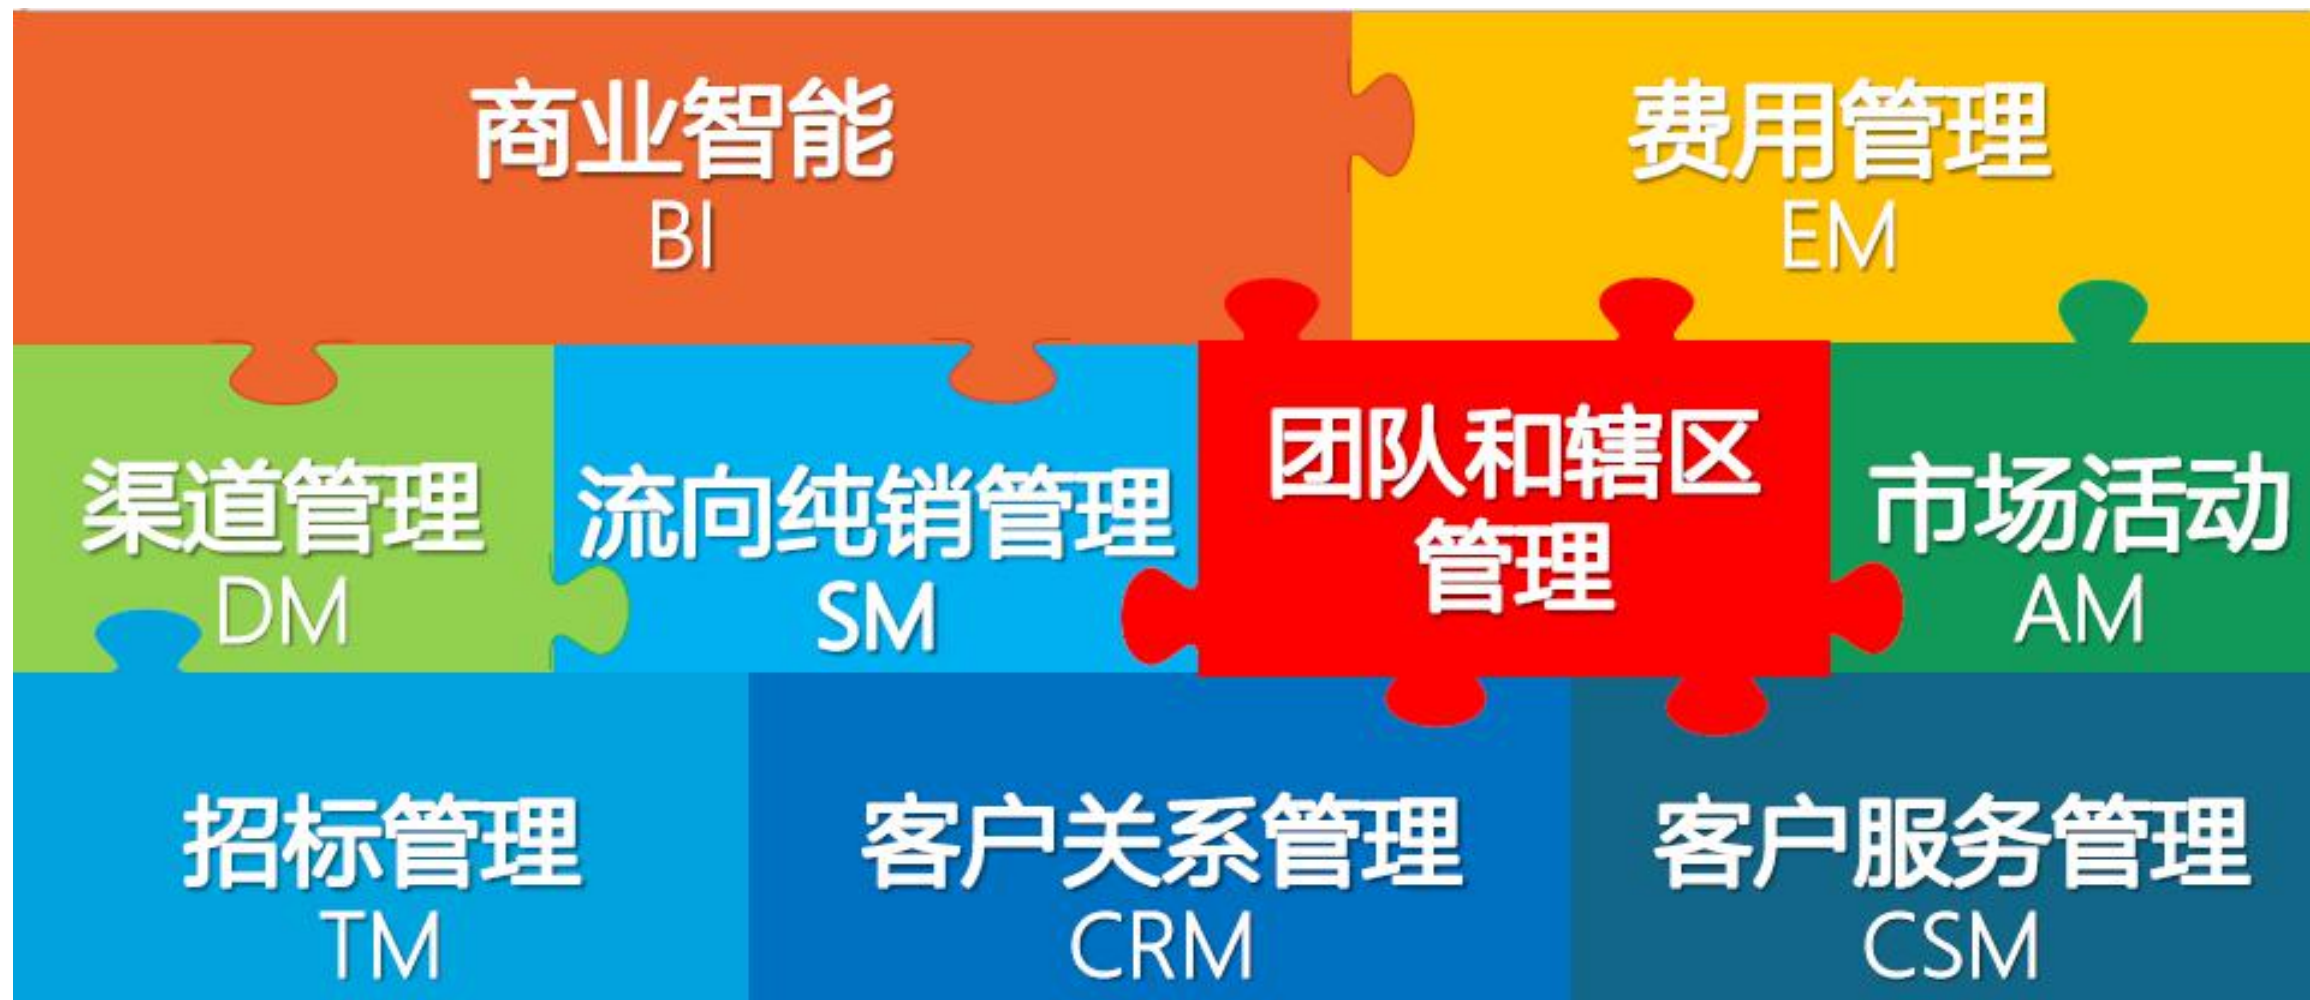 商业智能
BI
费用管理
EM
渠道管理
DM
流向纯销管理
SM
团队和辖区
管理
市场活动
AM
招标管理
TM
客户关系管理
CRM
客户服务管理
CSM